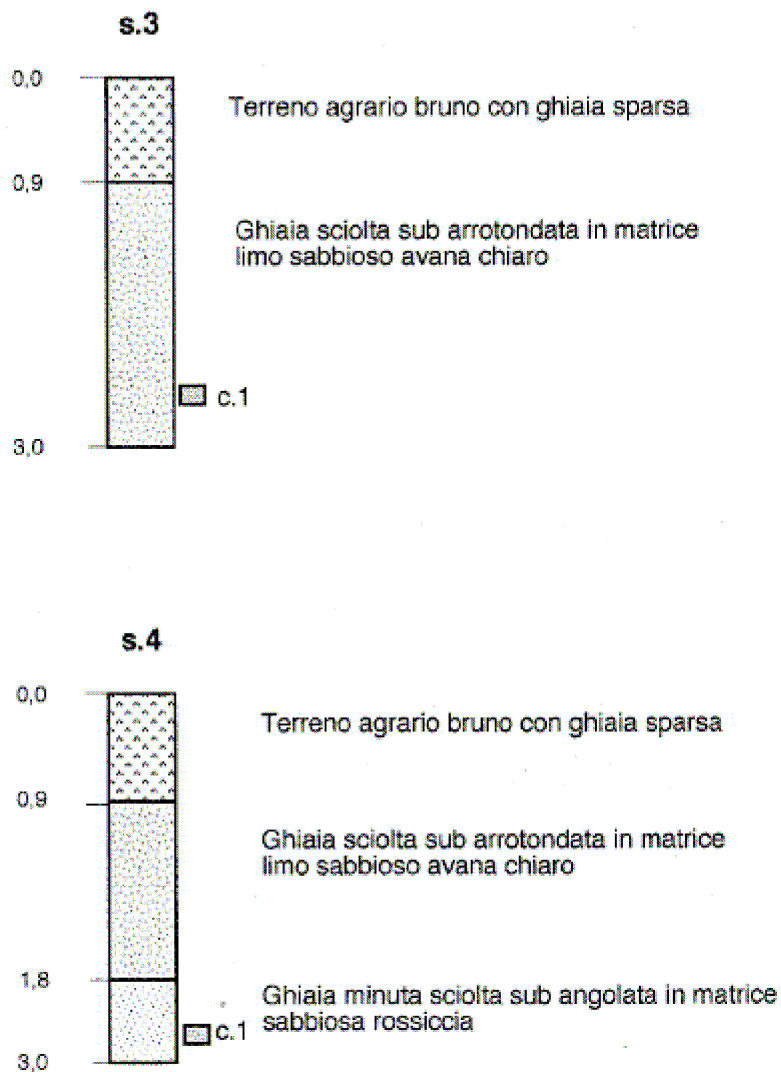 s.3
0,0
Terreno agrario bruno con ghiaia sparsa
0,9
Ghiaia sciolta sub arrotondata in matrice
limo sabbioso avana chiaro
c.1
3,0
s.4
0,0
Terreno agrario bruno con ghiaia sparsa
0,9
Ghiaia sciolta sub arrotondata in matrice
limo sabbioso avana chiaro
1,8
Ghiaia minuta sciolta sub angolata in matrice
sabbiosa rossiccia
c.1
3,0